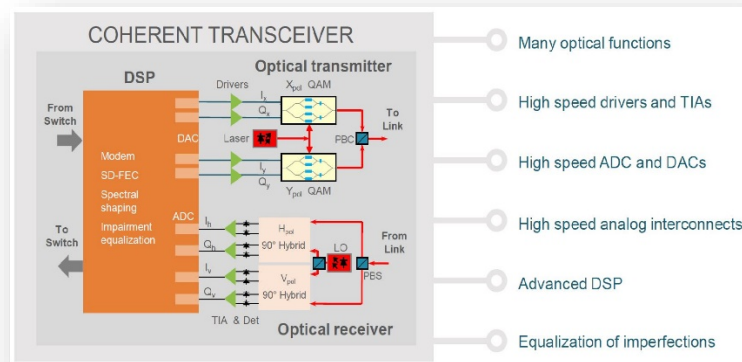 COHERENT TRANSCEIVER
DSP
Optical transmitter
Drivers
Xpol QAM
From
Switch
Ix
Qx
To
Link
DAC
Laser
PBC
Modem
SD-FEC
Spectral
shaping
Impairment
equalization
Iy
Qy
Ypol QAM
To
Switch
ADC
Ih
Qh
Hpol
90° Hybrid
From
Link
LO
PBS
Iv
Qv
Vpol
90° Hybrid
TIA & Det
Optical receiver
Many optical functions
High speed drivers and TIAs
High speed ADC and DACs
High speed analog interconnects
Advanced DSP
Equalization of imperfections